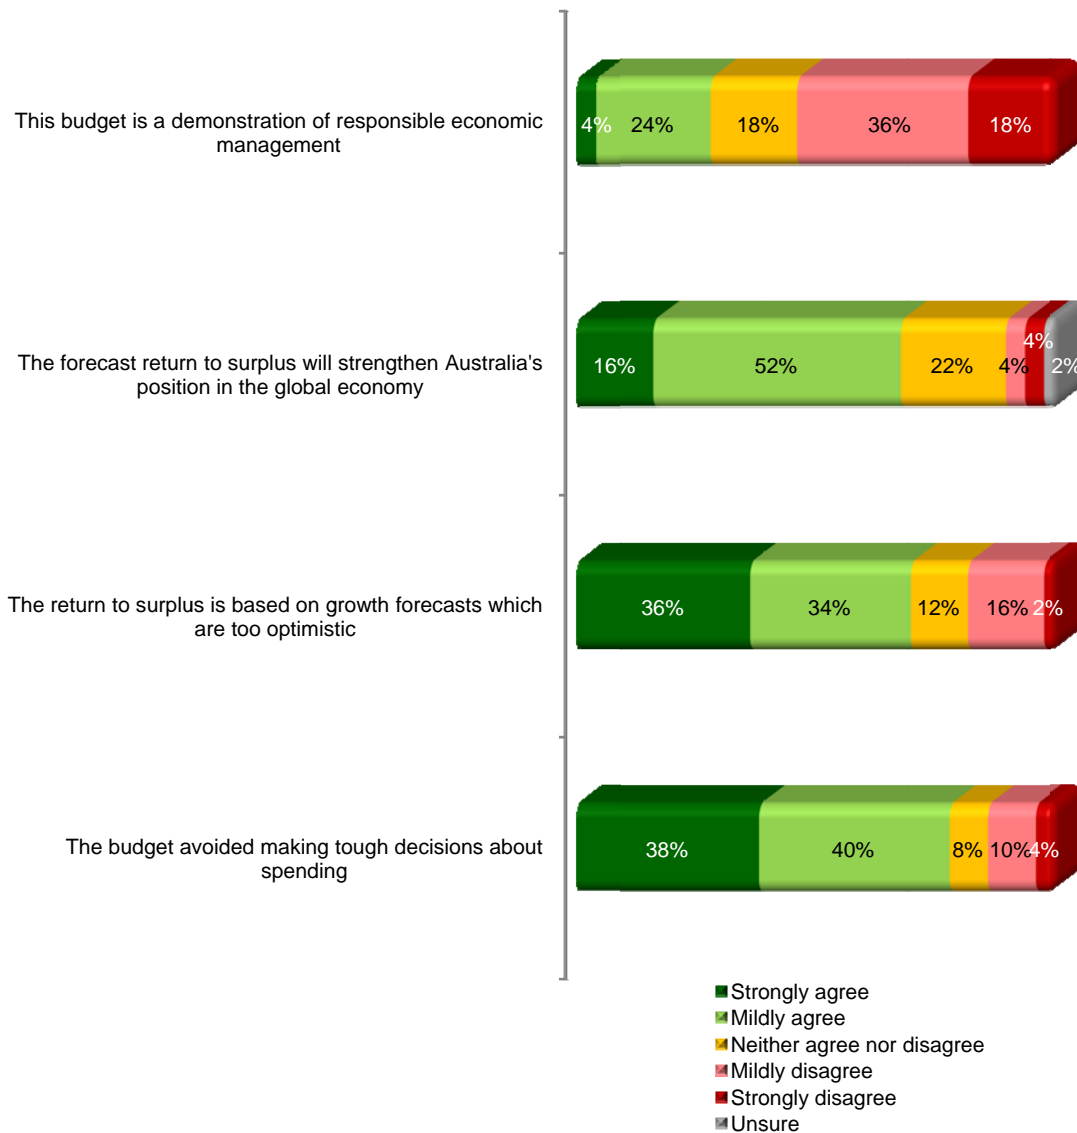 This budget is a demonstration of responsible economic
management
4% 24% 18% 36% 18%
The forecast return to surplus will strengthen Australia's
position in the global economy
16% 52% 22% 4% 4% 2%
The return to surplus is based on growth forecasts which
are too optimistic
36% 34% 12% 16% 2%
The budget avoided making tough decisions about
spending
38% 40% 8% 10% 4%
Strongly agree
Mildly agree
Neither agree nor disagree
Mildly disagree
Strongly disagree
Unsure